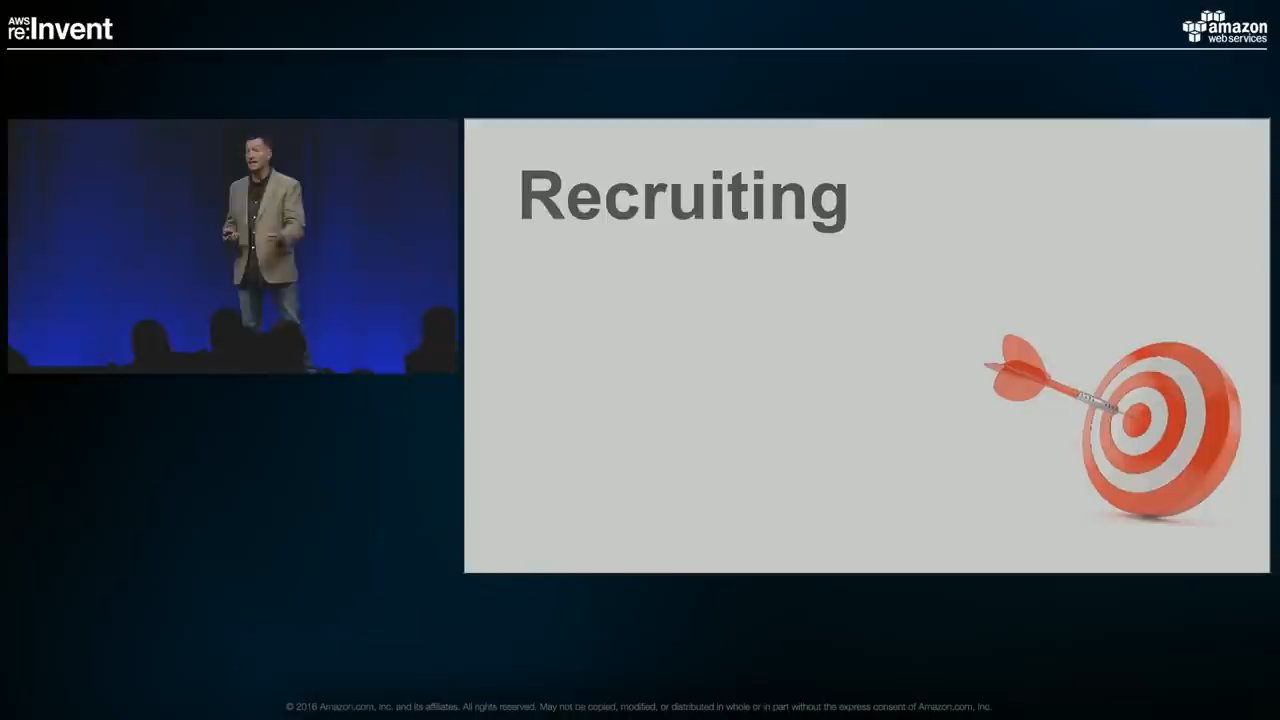 AWS
re:Invent
amazon
web services
Recruiting
© 2016 Amazon.com, Inc. and its affiliates. All rights reserved. May not be copied, modified, or distributed in whole or in part without the express consent of Amazon.com, Inc.